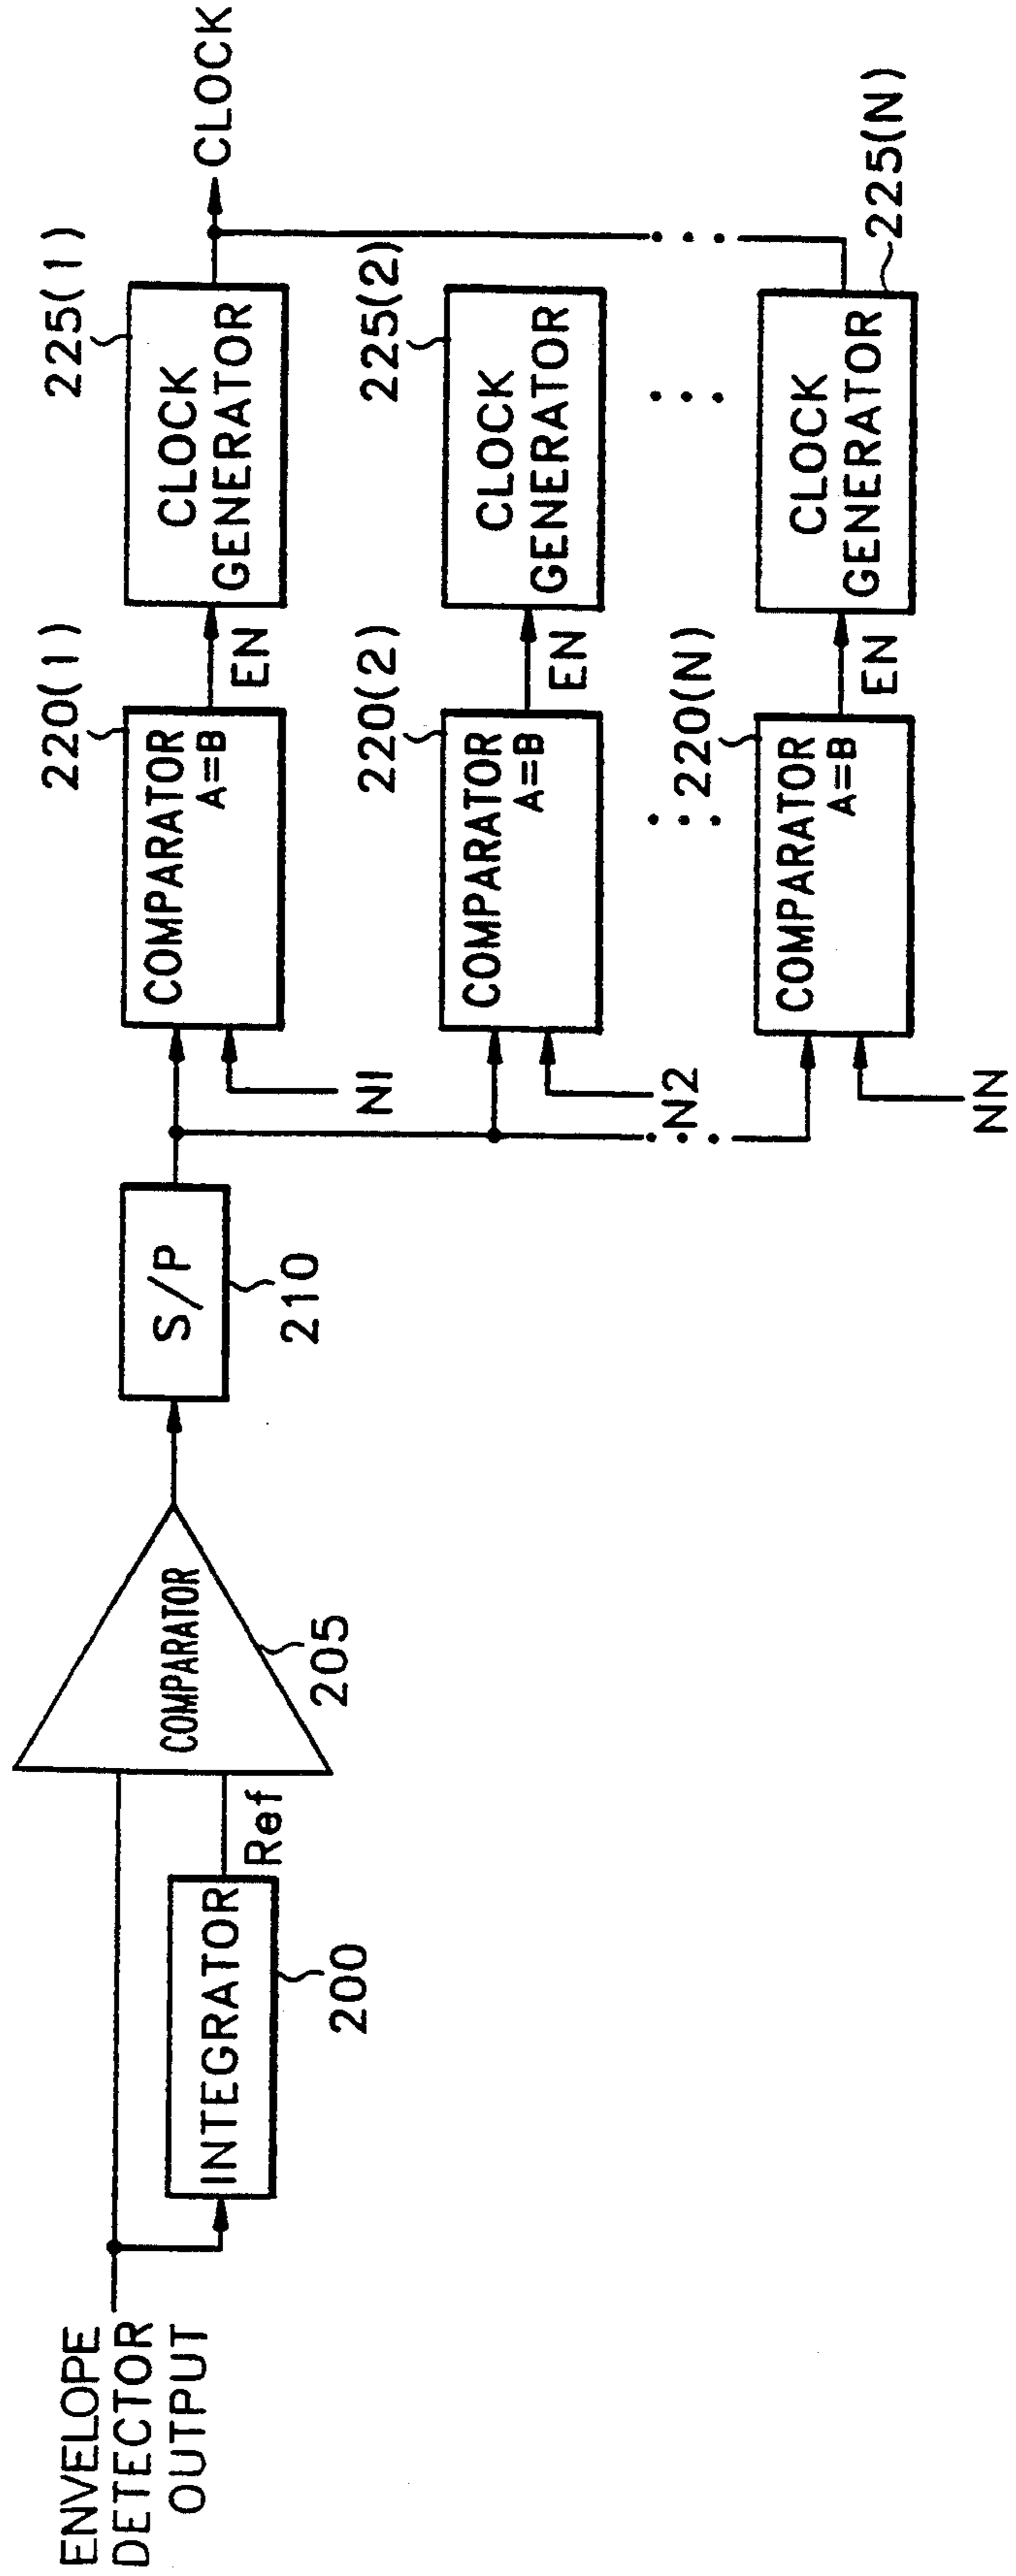 ENVELOPE
DETECTOR
OUTPUT
INTEGRATOR
200
Ref
COMPARATOR
205
S/P
210
N1
COMPARATOR
A=B
220(1)
EN
CLOCK
GENERATOR
225(1)
CLOCK
N2
COMPARATOR
A=B
220(2)
EN
CLOCK
GENERATOR
225(2)
NN
COMPARATOR
A=B
220(N)
EN
CLOCK
GENERATOR
225(N)